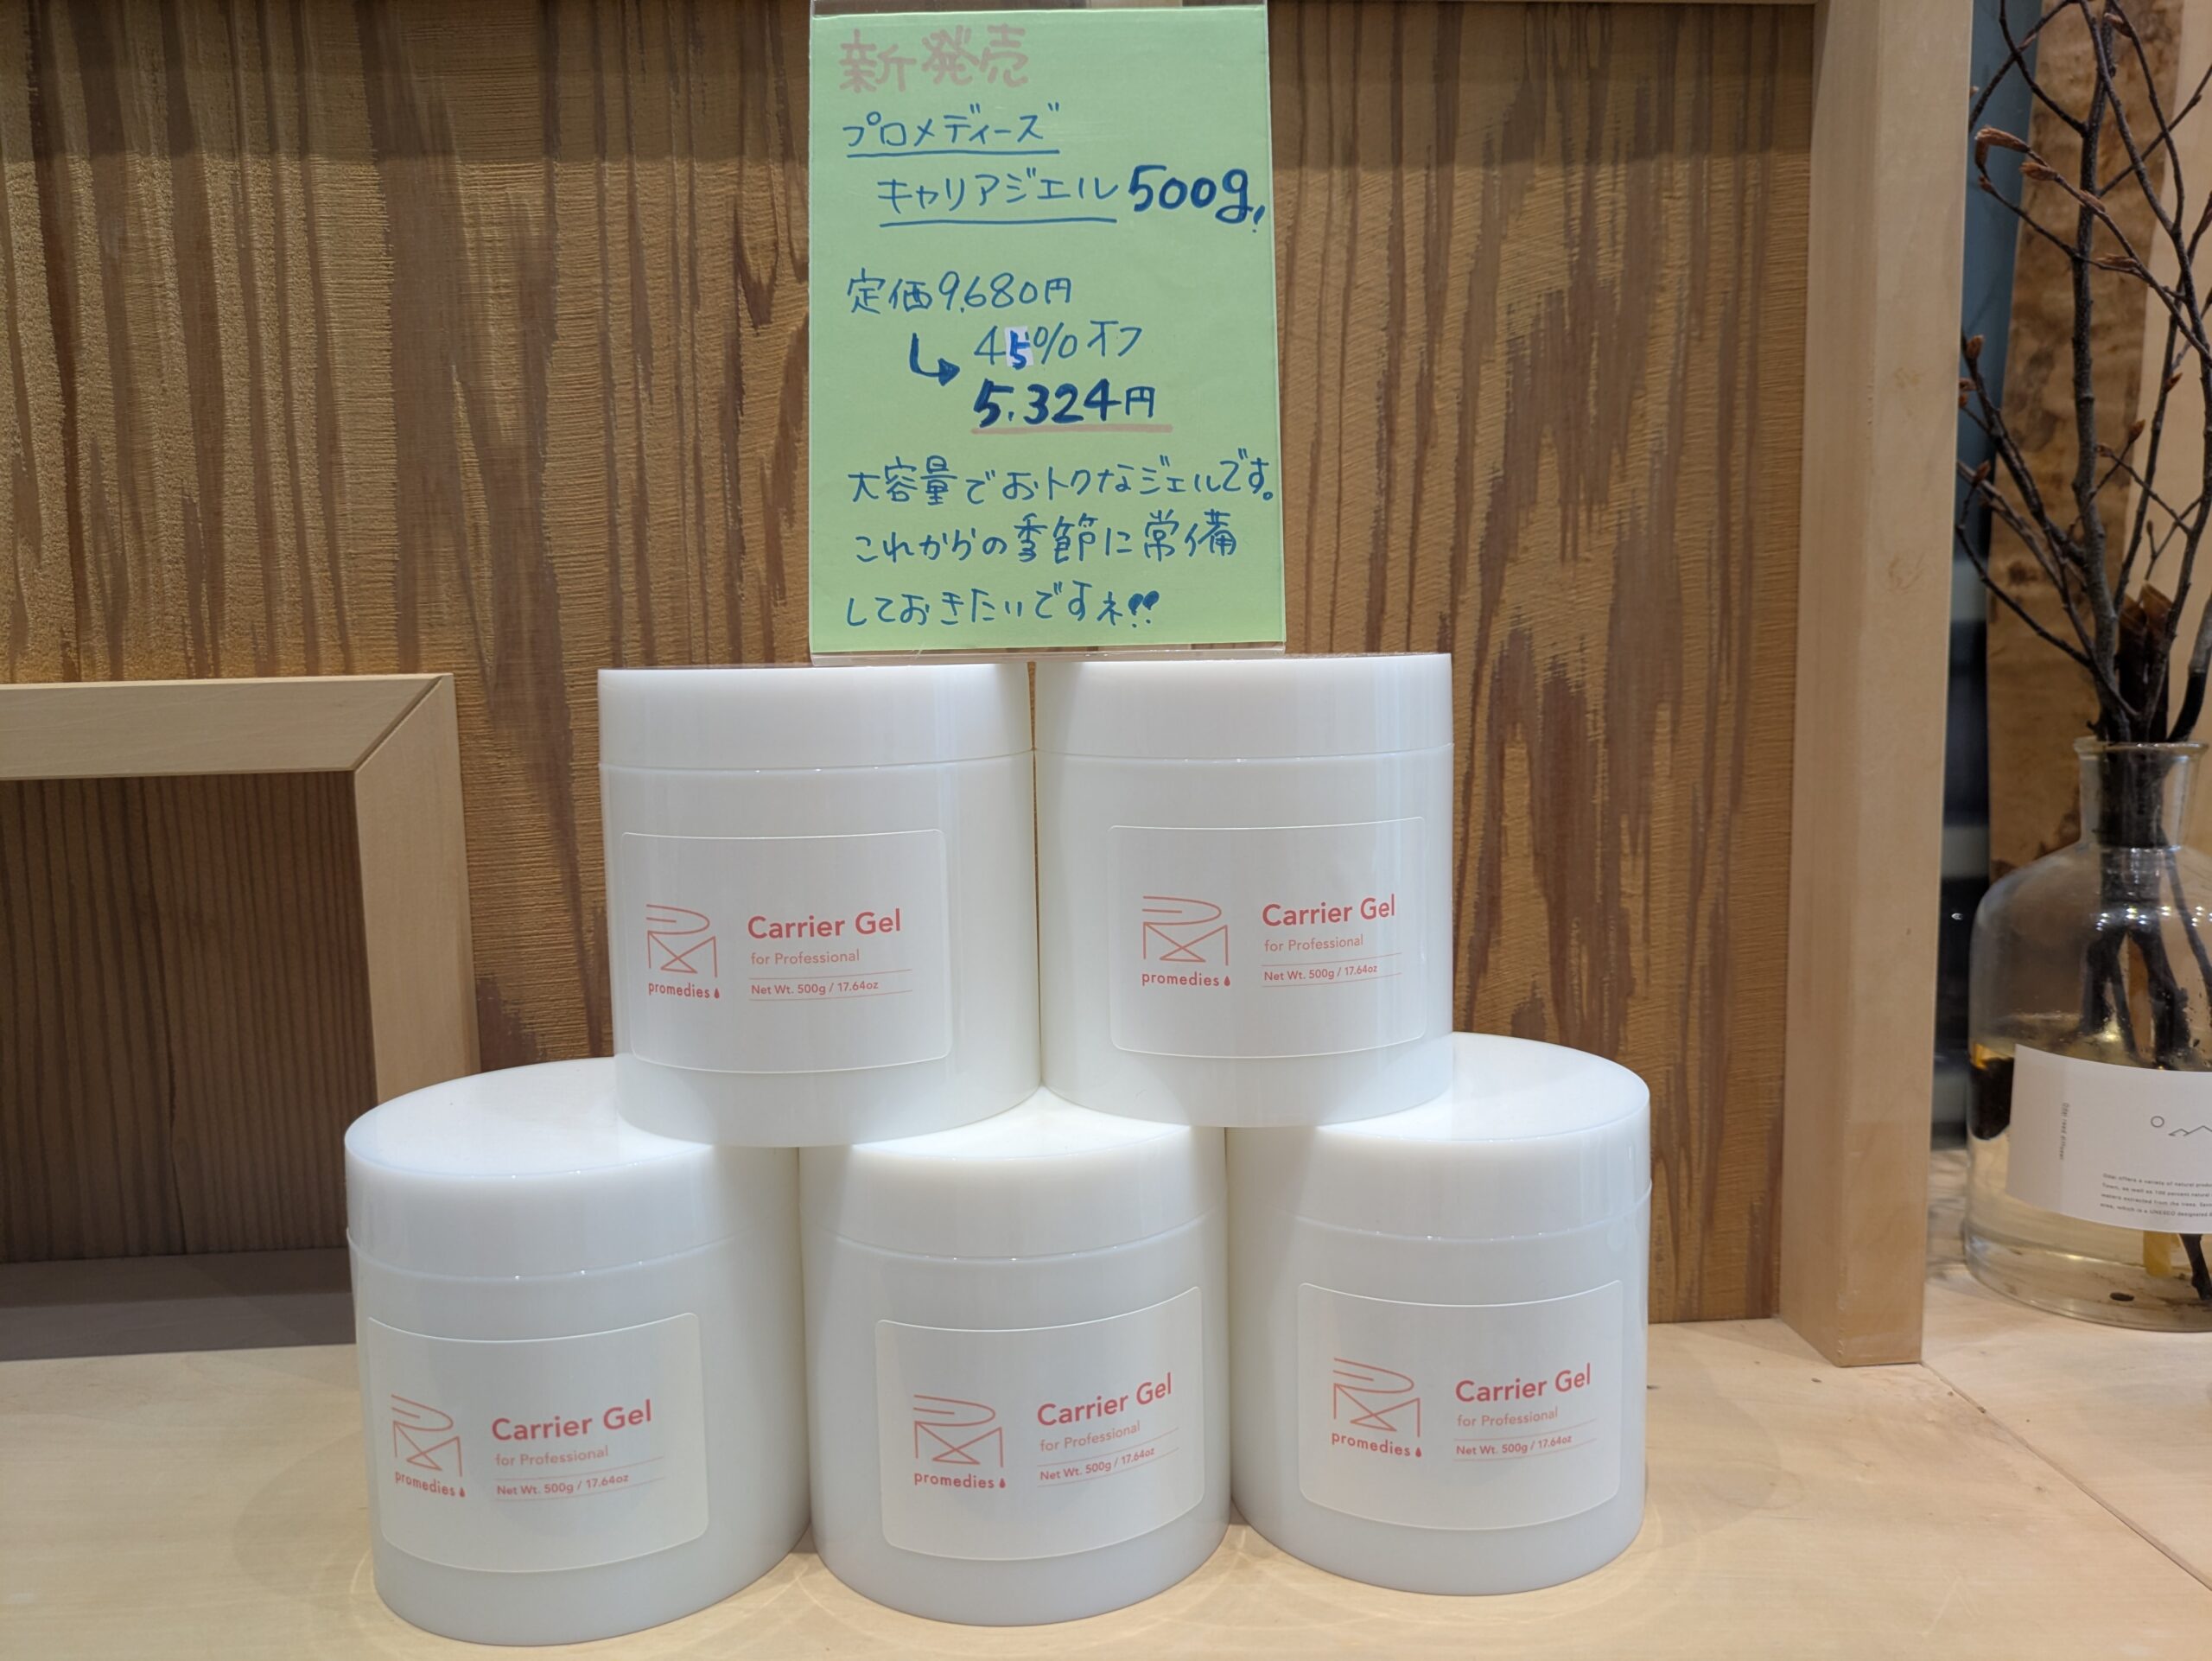 新発売
プロメディーズ
キャリアジェル500g!
定価9,680円
45%オフ
5,324円
大容量でおトクなジェルです。
これからの季節に常備
しておきたいですネ!!
promedies
Carrier Gel
for Professional
Net Wt. 500g / 17.64oz
promedies
Carrier Gel
for Professional
Net Wt. 500g / 17.64oz
promedies
Carrier Gel
for Professional
Net Wt. 500g / 17.64oz
promedies
Carrier Gel
for Professional
Net Wt. 500g / 17.64oz
promedies
Carrier Gel
for Professional
Net Wt. 500g / 17.64oz